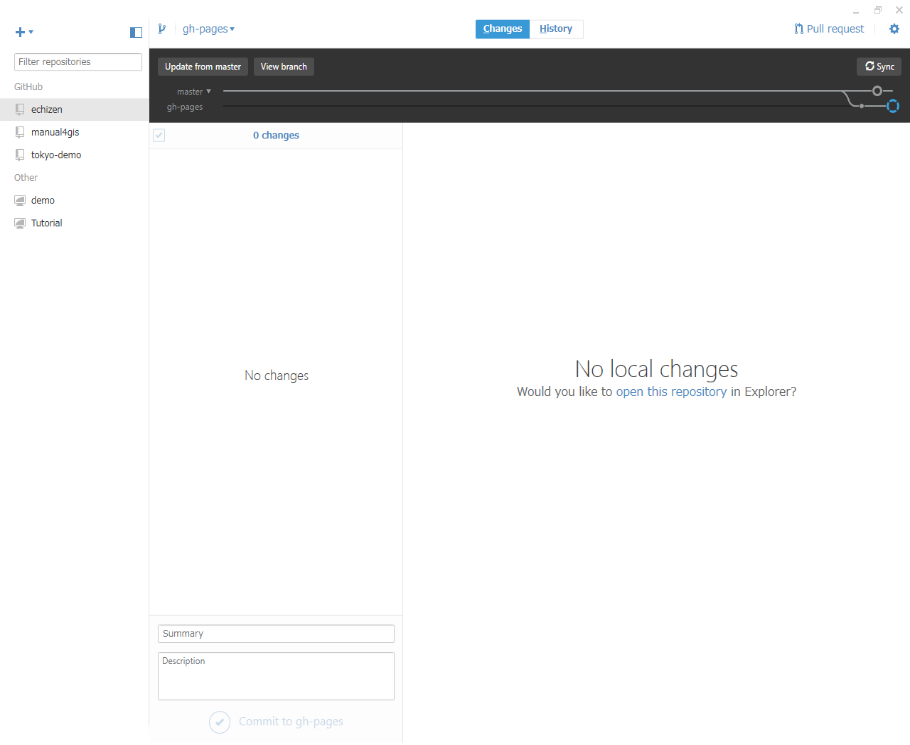 gh-pages
Changes
History
Pull request
Filter repositories
GitHub
echizen
manual4gis
tokyo-demo
Other
demo
Tutorial
Update from master
View branch
Sync
master
gh-pages
0 changes
No changes
No local changes
Would you like to open this repository in Explorer?
Summary
Description
Commit to gh-pages